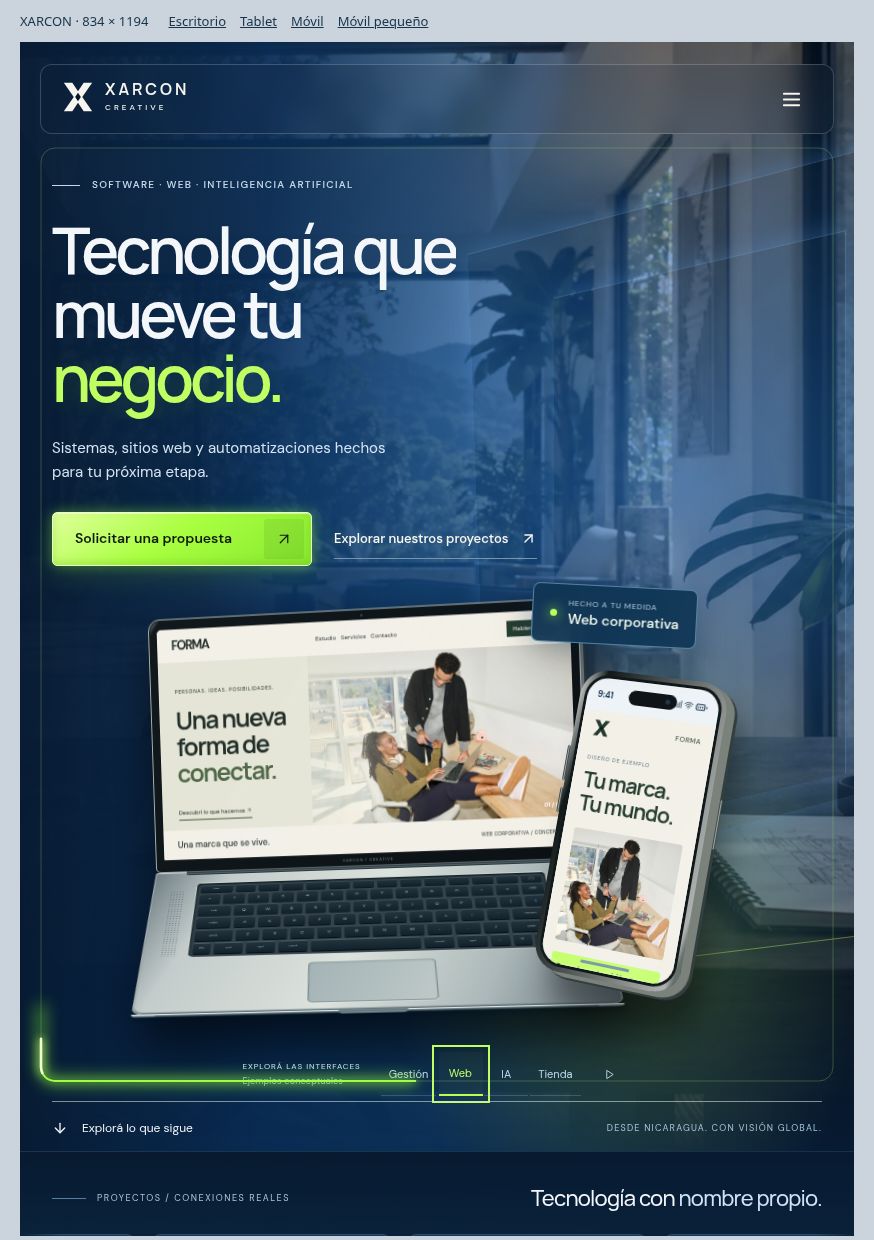 XARCON · 834 × 1194 Escritorio Tablet Móvil Móvil pequeño
XARCON
CREATIVE
SOFTWARE · WEB · INTELIGENCIA ARTIFICIAL
Tecnología que
mueve tu
negocio.
Sistemas, sitios web y automatizaciones hechos
para tu próxima etapa.
Solicitar una propuesta
Explorar nuestros proyectos
HECHO A TU MEDIDA
Web corporativa
FORMA
Estudio Servicios Contacto
PERSONAS. IDEAS. POSIBILIDADES.
Una nueva
forma de
conectar.
Descubrí lo que hacemos
Una marca que se vive.
WEB CORPORATIVA /
XARCON / CREATIVE
9:41
X
FORMA
DISEÑO DE EJEMPLO
Tu marca.
Tu mundo.
EXPLORÁ LAS INTERFACES
Ejemplos conceptuales
Gestión Web IA Tienda
Explorá lo que sigue
DESDE NICARAGUA. CON VISIÓN GLOBAL.
PROYECTOS / CONEXIONES REALES
Tecnología con nombre propio.